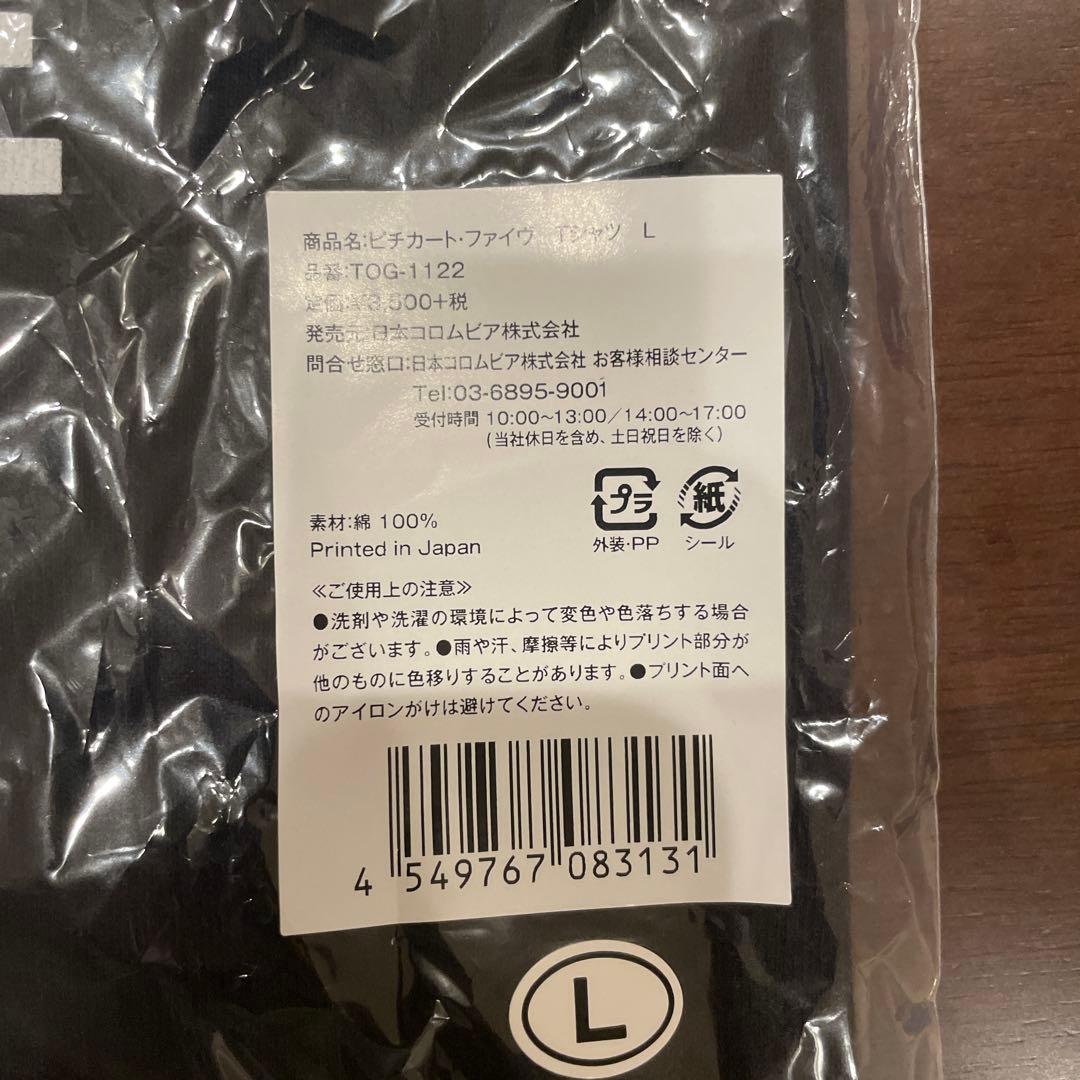 商品名:ピチカート・ファイヴ Tシャツ L
品番:TOG-1122
定価:¥3,500+税
発売元:日本コロムビア株式会社
問合せ窓口:日本コロムビア株式会社 お客様相談センター
Tel:03-6895-9001
受付時間 10:00～13:00/14:00～17:00
(当社休日を含め、土日祝日を除く)
プラ 紙
外装・PP シール
素材:綿 100%
Printed in Japan
≪ご使用上の注意≫
●洗剤や洗濯の環境によって変色や色落ちする場合
がございます。●雨や汗、摩擦等によりプリント部分が
他のものに色移りすることがあります。●プリント面へ
のアイロンがけは避けてください。
4 549767 083131
L